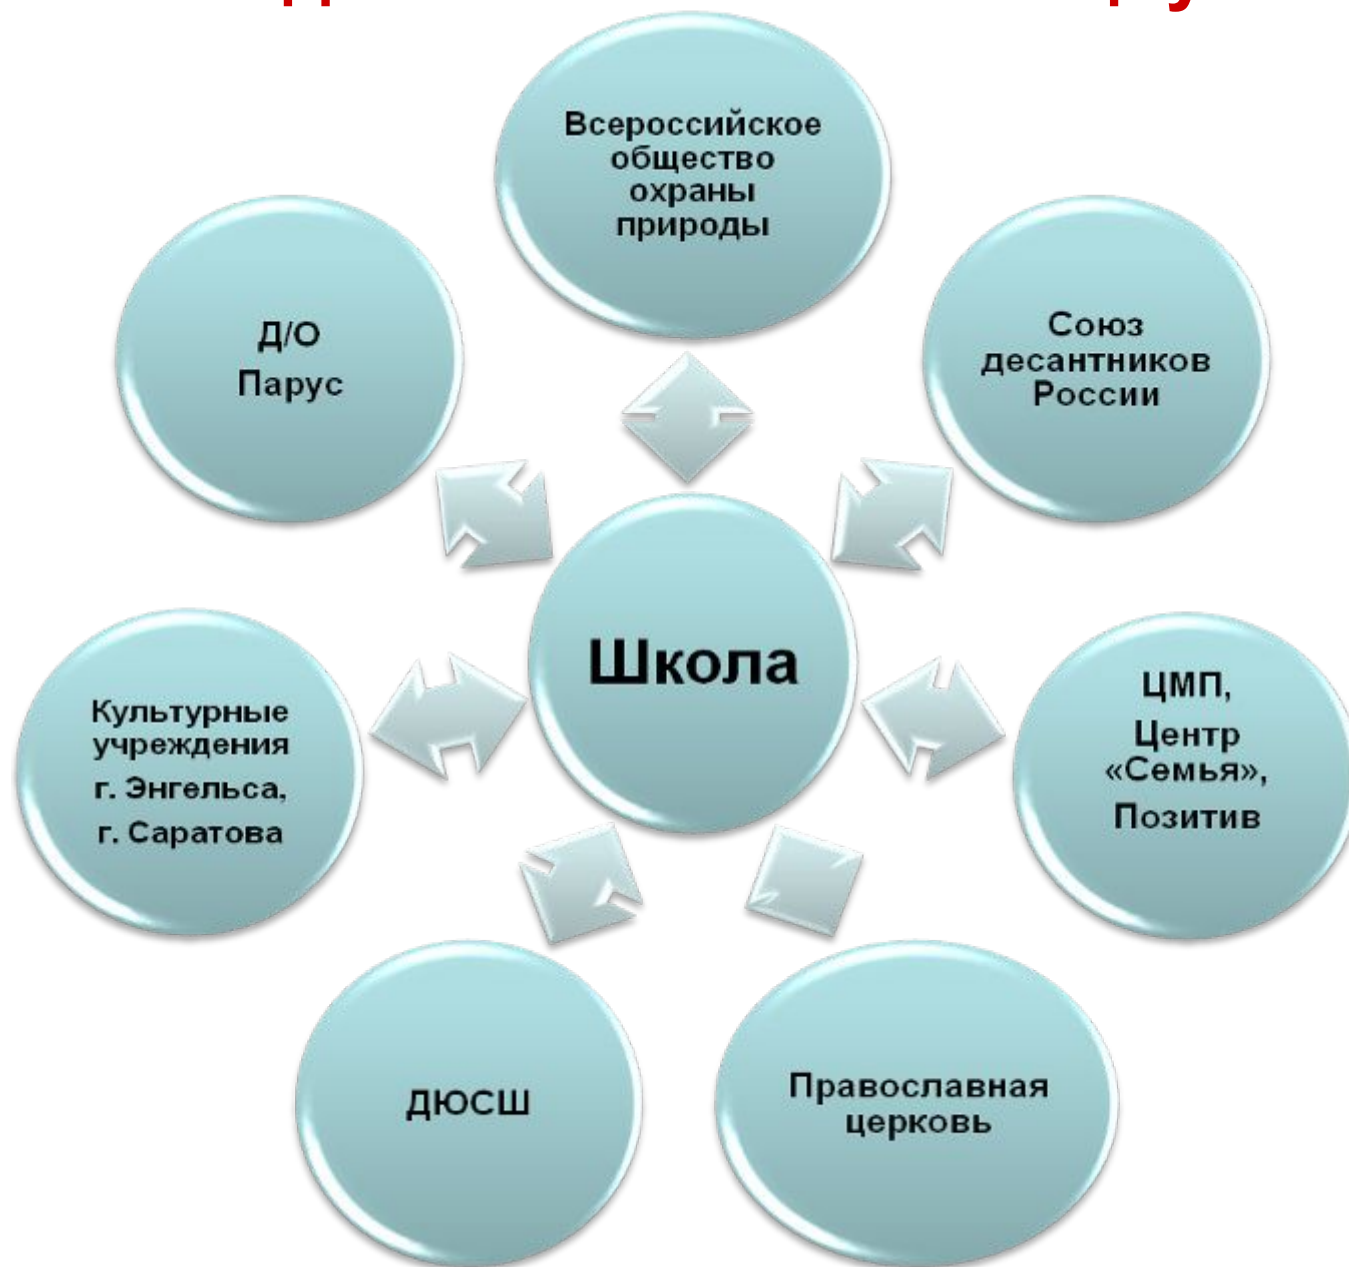 Всероссийское
общество
охраны
природы
Союз
десантников
России
ЦМП,
Центр
«Семья»,
Позитив
Православная
церковь
ДЮСШ
Культурные
учреждения
г. Энгельса,
г. Саратова
Д/О
Парус
Школа